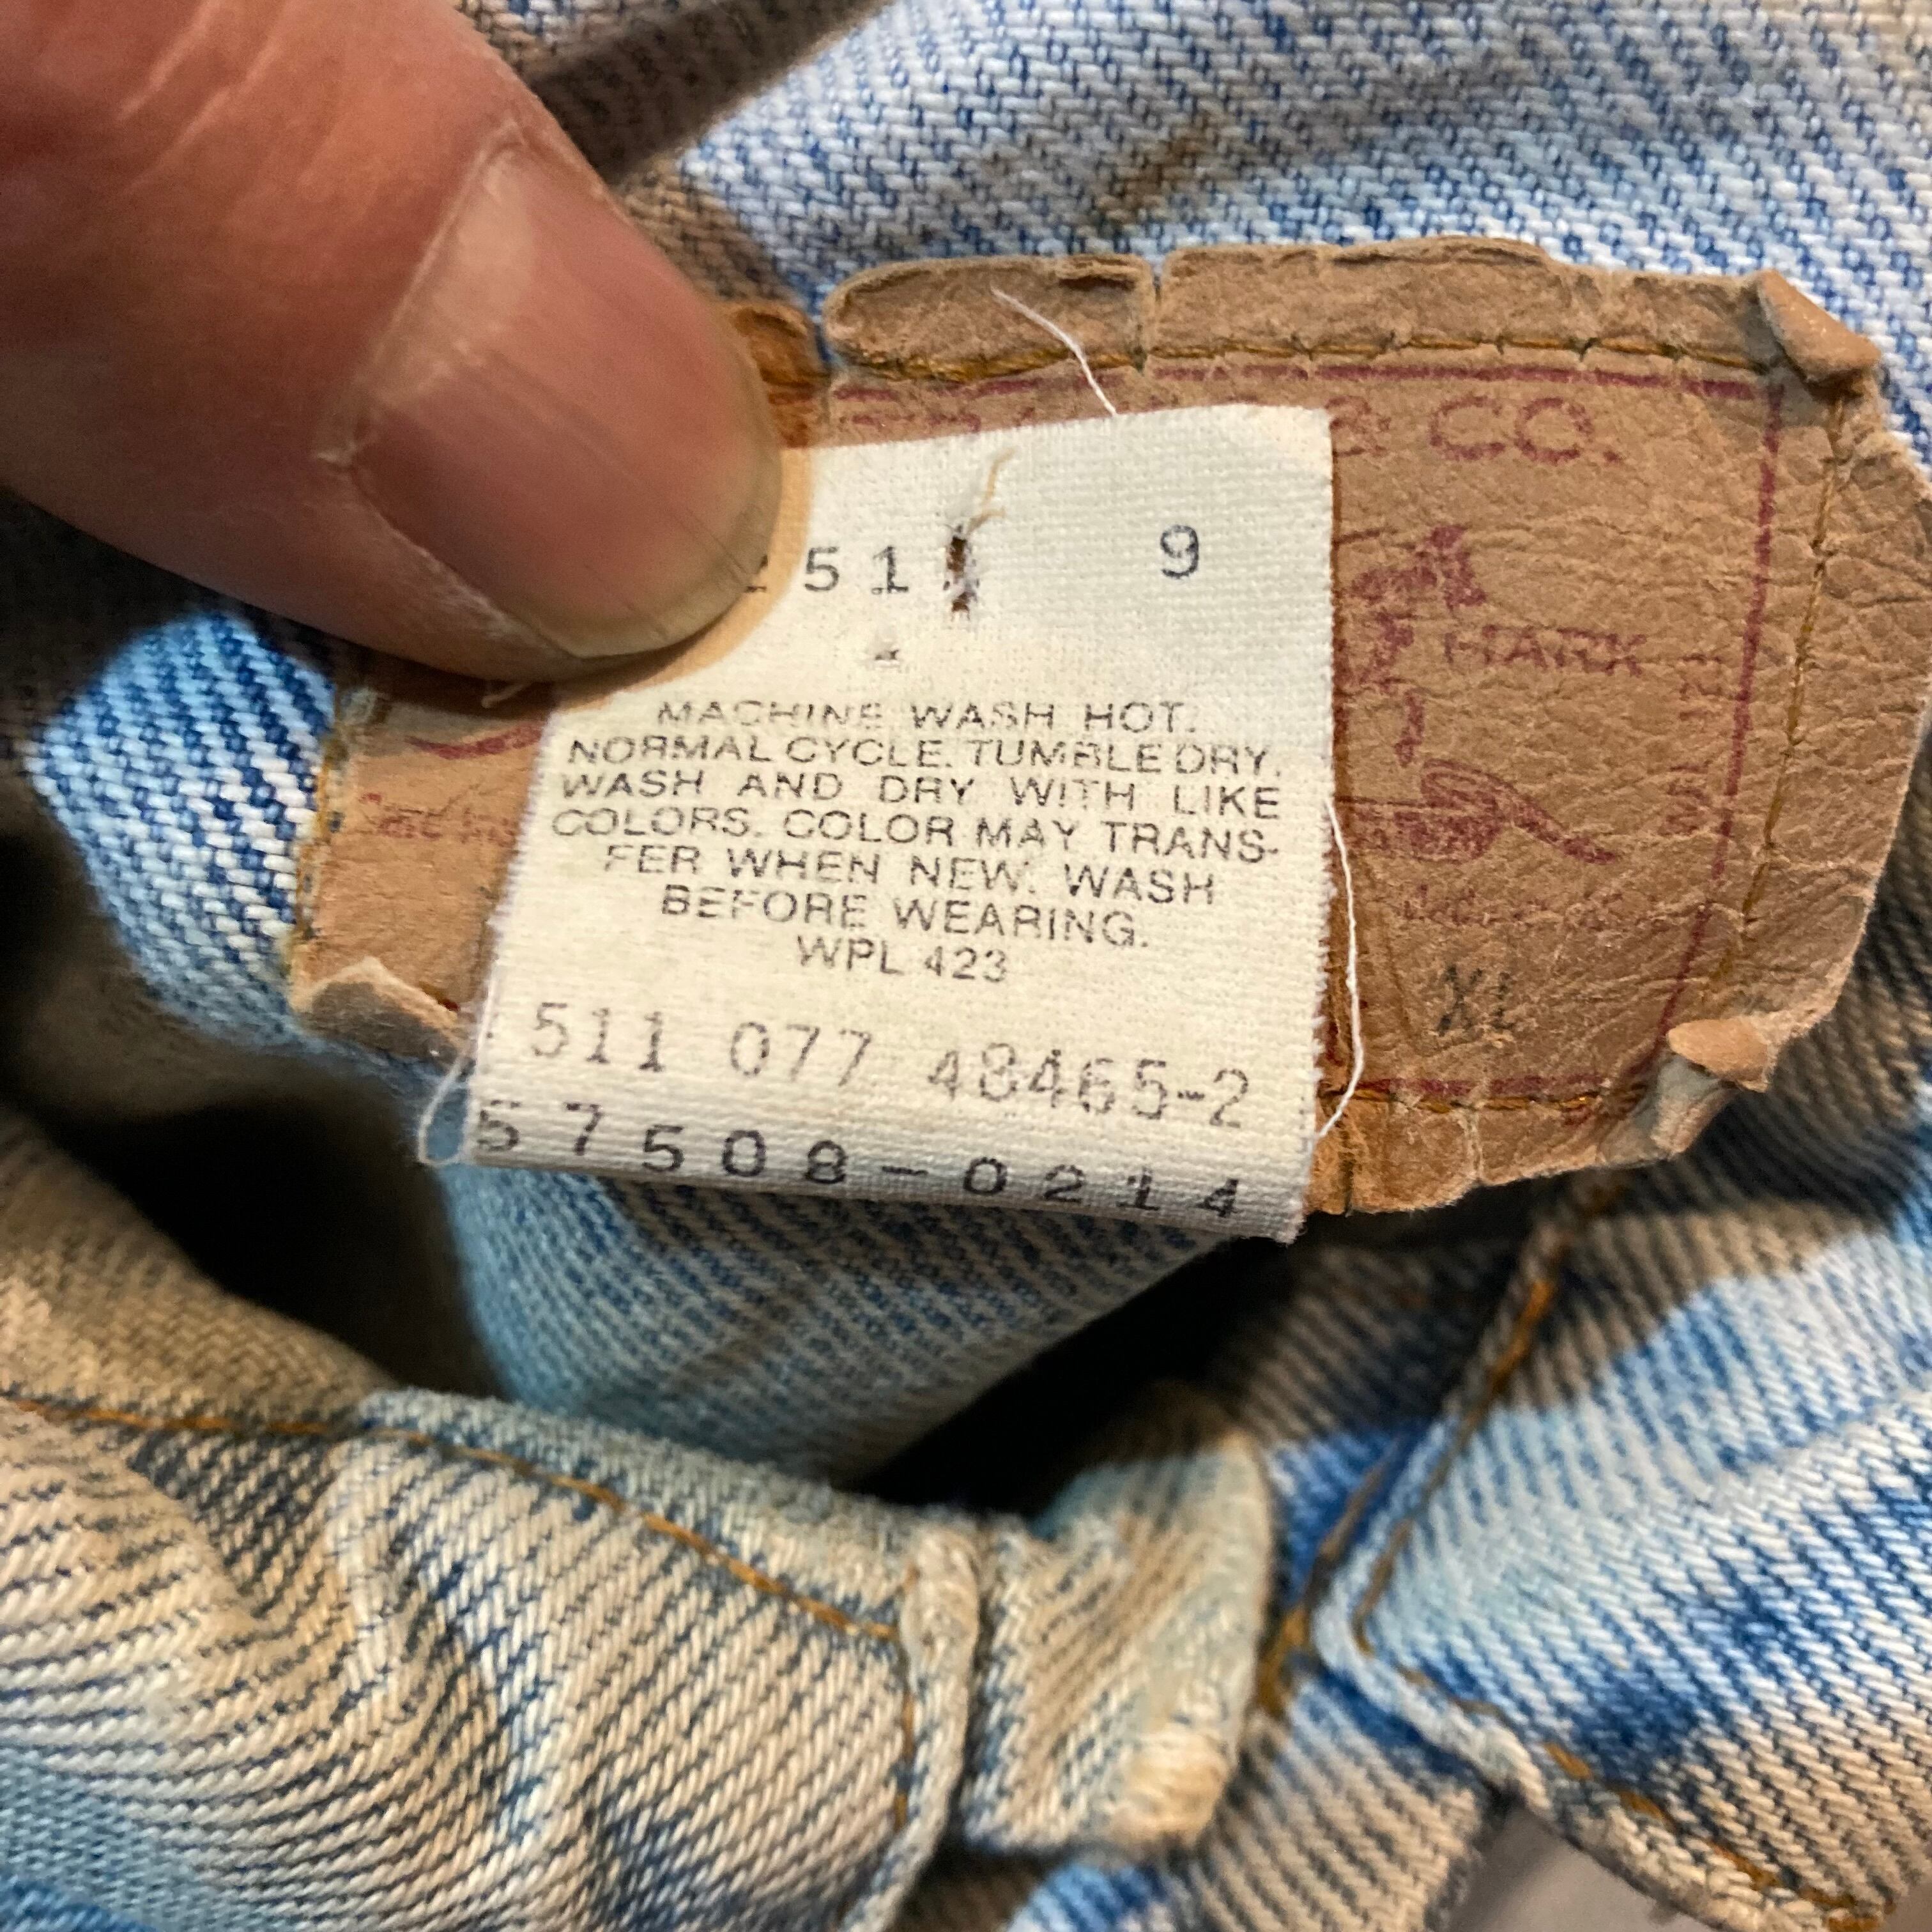 & CO.
51 9
MACHINE WASH HOT.
NORMAL CYCLE. TUMBLE DRY.
WASH AND DRY WITH LIKE
COLORS. COLOR MAY TRANS-
FER WHEN NEW. WASH
BEFORE WEARING.
WPL 423
511 077 48465-2
57508-0214
XL